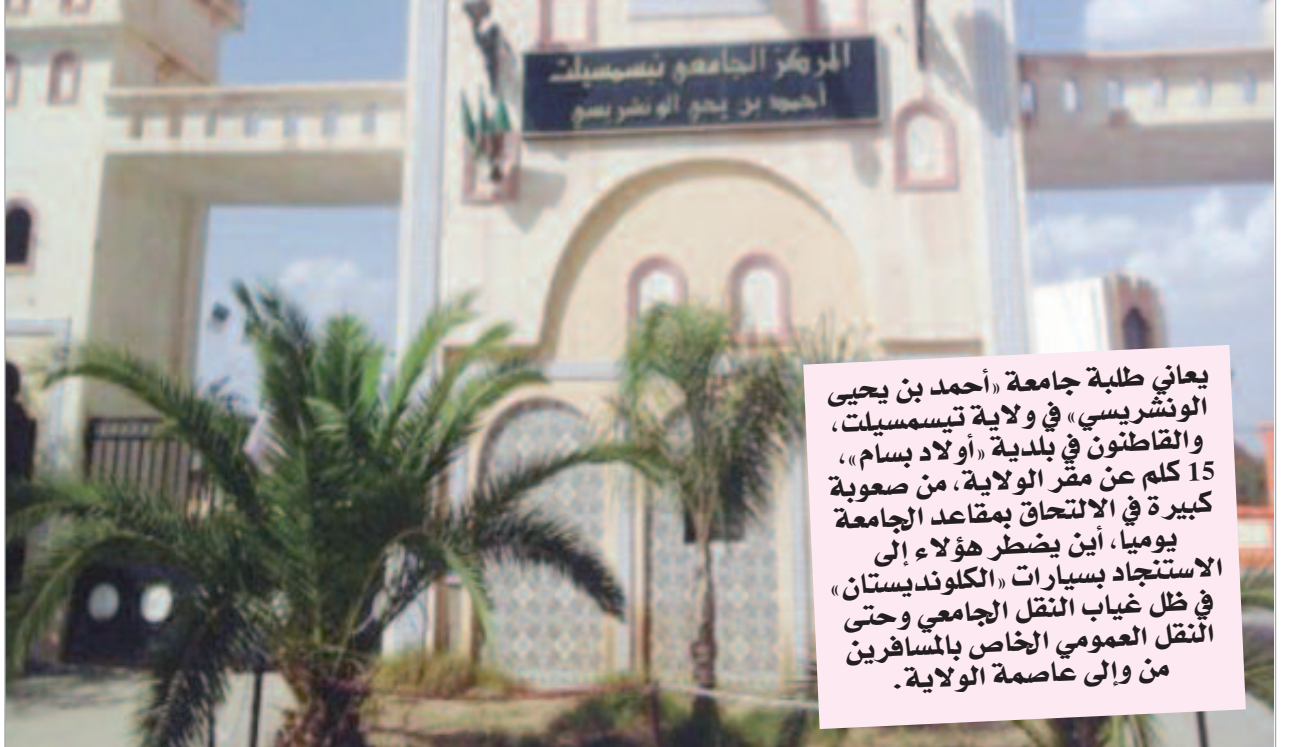 المركز الجامعي تيسمسيلت
أحمد بن يحي الونشريسي
يعاني طلبة جامعة «أحمد بن يحيى
الونشريسي» في ولاية تيسمسيلت،
والقاطنون في بلدية «أولاد بسام»،
15 كلم عن مقر الولاية، من صعوبة
كبيرة في الالتحاق بمقاعد الجامعة
يوميا، أين يضطر هؤلاء إلى
الاستنجاد بسيارات «الكلونديستان»
في ظل غياب النقل الجامعي وحتى
النقل العمومي الخاص بالمسافرين
من وإلى عاصمة الولاية.